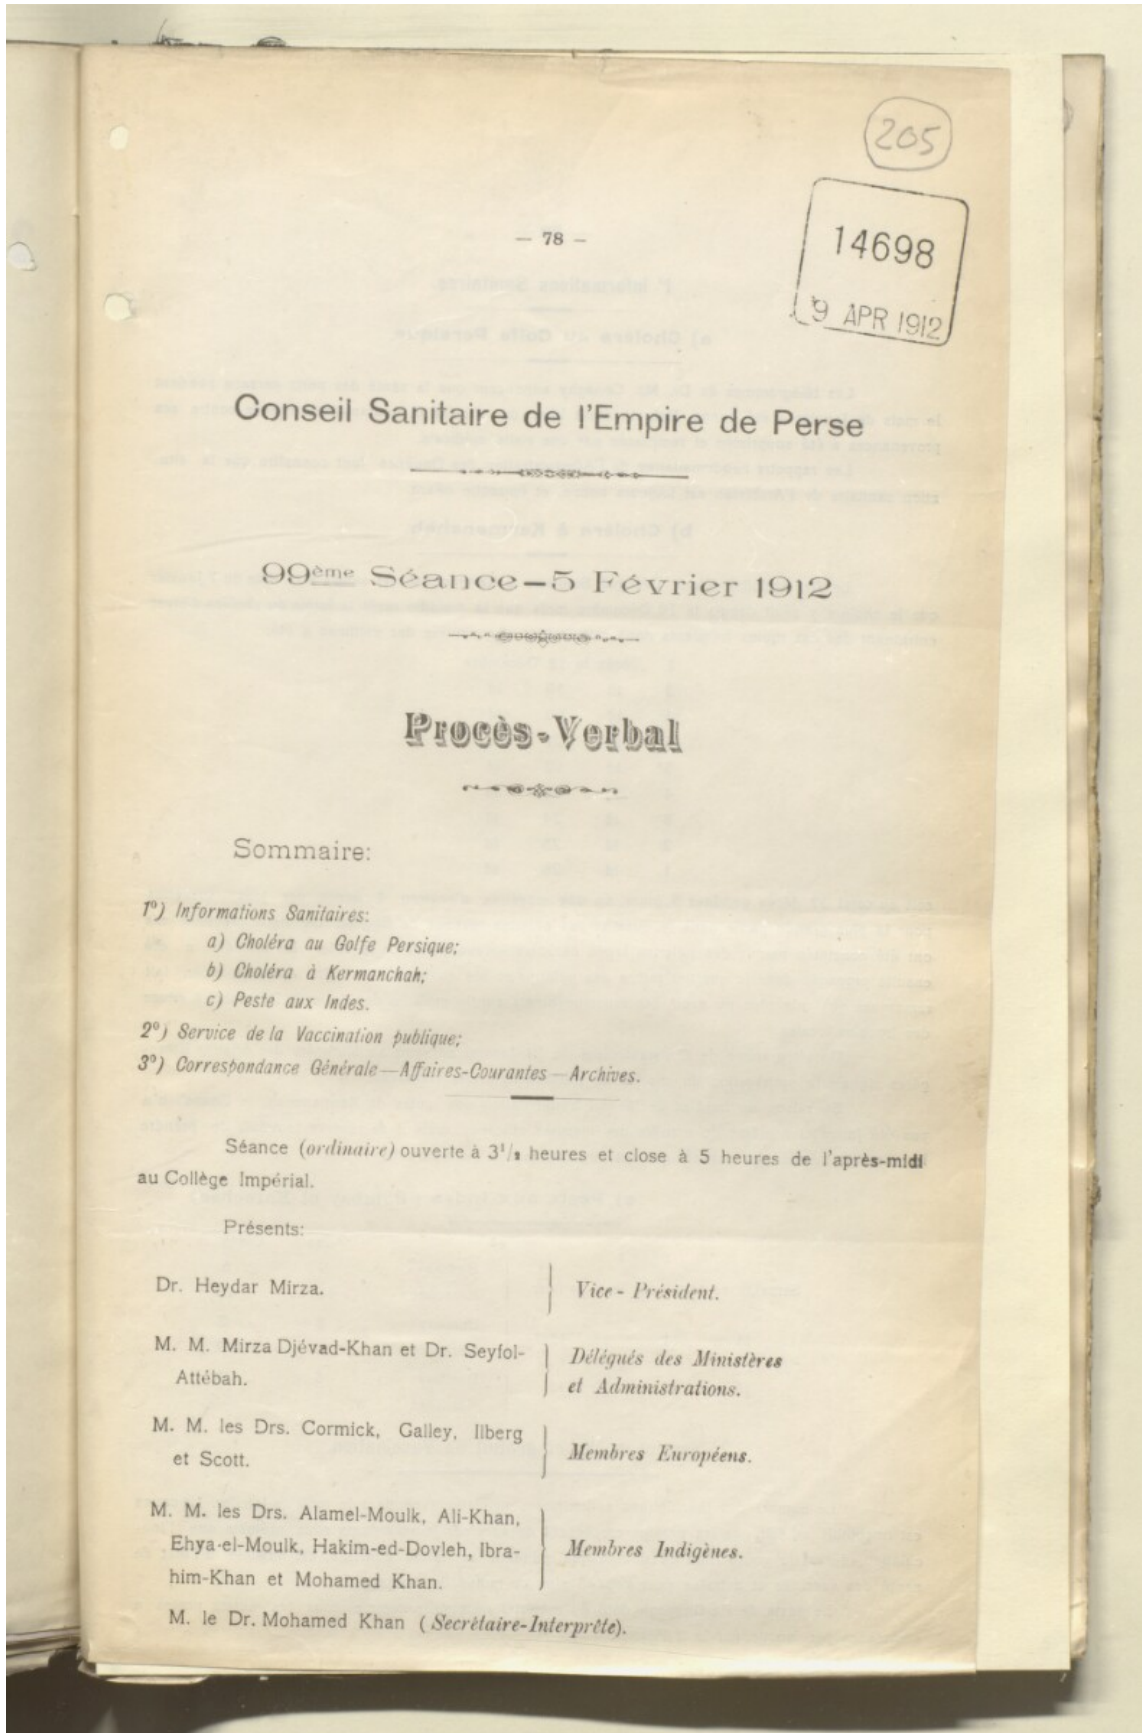 205
14698
9 APR 1912
— 78 —
Conseil Sanitaire de l'Empire de Perse
99ème Séance—5 Février 1912
Procès-Verbal
Sommaire:
1º) Informations Sanitaires:
a) Choléra au Golfe Persique;
b) Choléra à Kermanchah;
c) Peste aux Indes.
2º) Service de la Vaccination publique;
3º) Correspondance Générale—Affaires-Courantes—Archives.
Séance (ordinaire) ouverte à 3 1/2 heures et close à 5 heures de l'après-midi
au Collège Impérial.
Présents:
Dr. Heydar Mirza. Vice-Président.
M. M. Mirza Djévad-Khan et Dr. Seyfol- Délégués des Ministères
Attébah. et Administrations.
M. M. les Drs. Cormick, Galley, Ilberg
et Scott. Membres Européens.
M. M. les Drs. Alamel-Moulk, Ali-Khan,
Ehya-el-Moulk, Hakim-ed-Dovleh, Ibra- Membres Indigènes.
him-Khan et Mohamed Khan.
M. le Dr. Mohamed Khan (Secrétaire-Interprête).